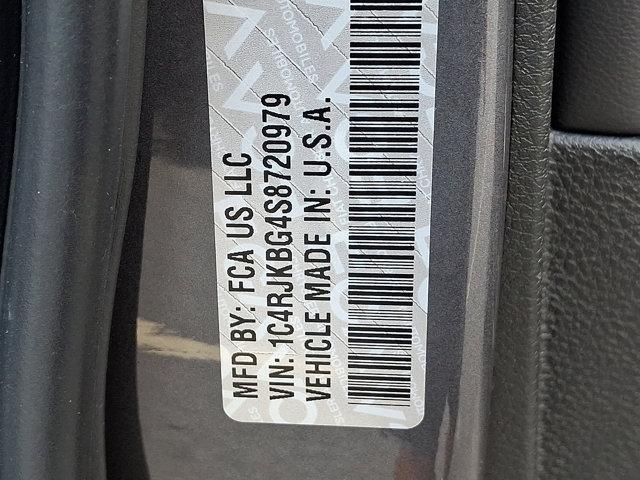 MFD BY: FCA US LLC
VIN: 1C4RJKBG4S8720979
VEHICLE MADE IN: U.S.A.